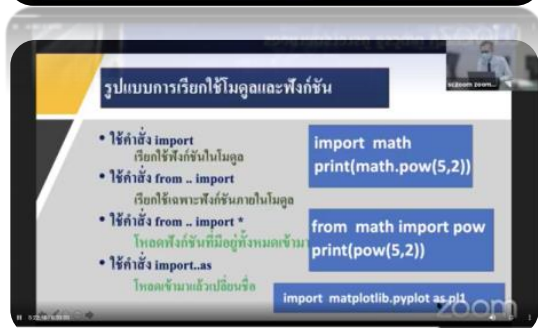 รูปแบบการเรียกใช้โมดูลและฟังก์ชัน
• ใช้คำสั่ง import
เรียกใช้ฟังก์ชันในโมดูล
• ใช้คำสั่ง from .. import
เรียกใช้เฉพาะฟังก์ชันภายในโมดูล
• ใช้คำสั่ง from .. import *
โหลดฟังก์ชันที่มีอยู่ทั้งหมดเข้ามา
• ใช้คำสั่ง import..as
โหลดเข้ามาแล้วเปลี่ยนชื่อ
import math
print(math.pow(5,2))
from math import pow
print(pow(5,2))
import matplotlib.pyplot as pl1
zoom